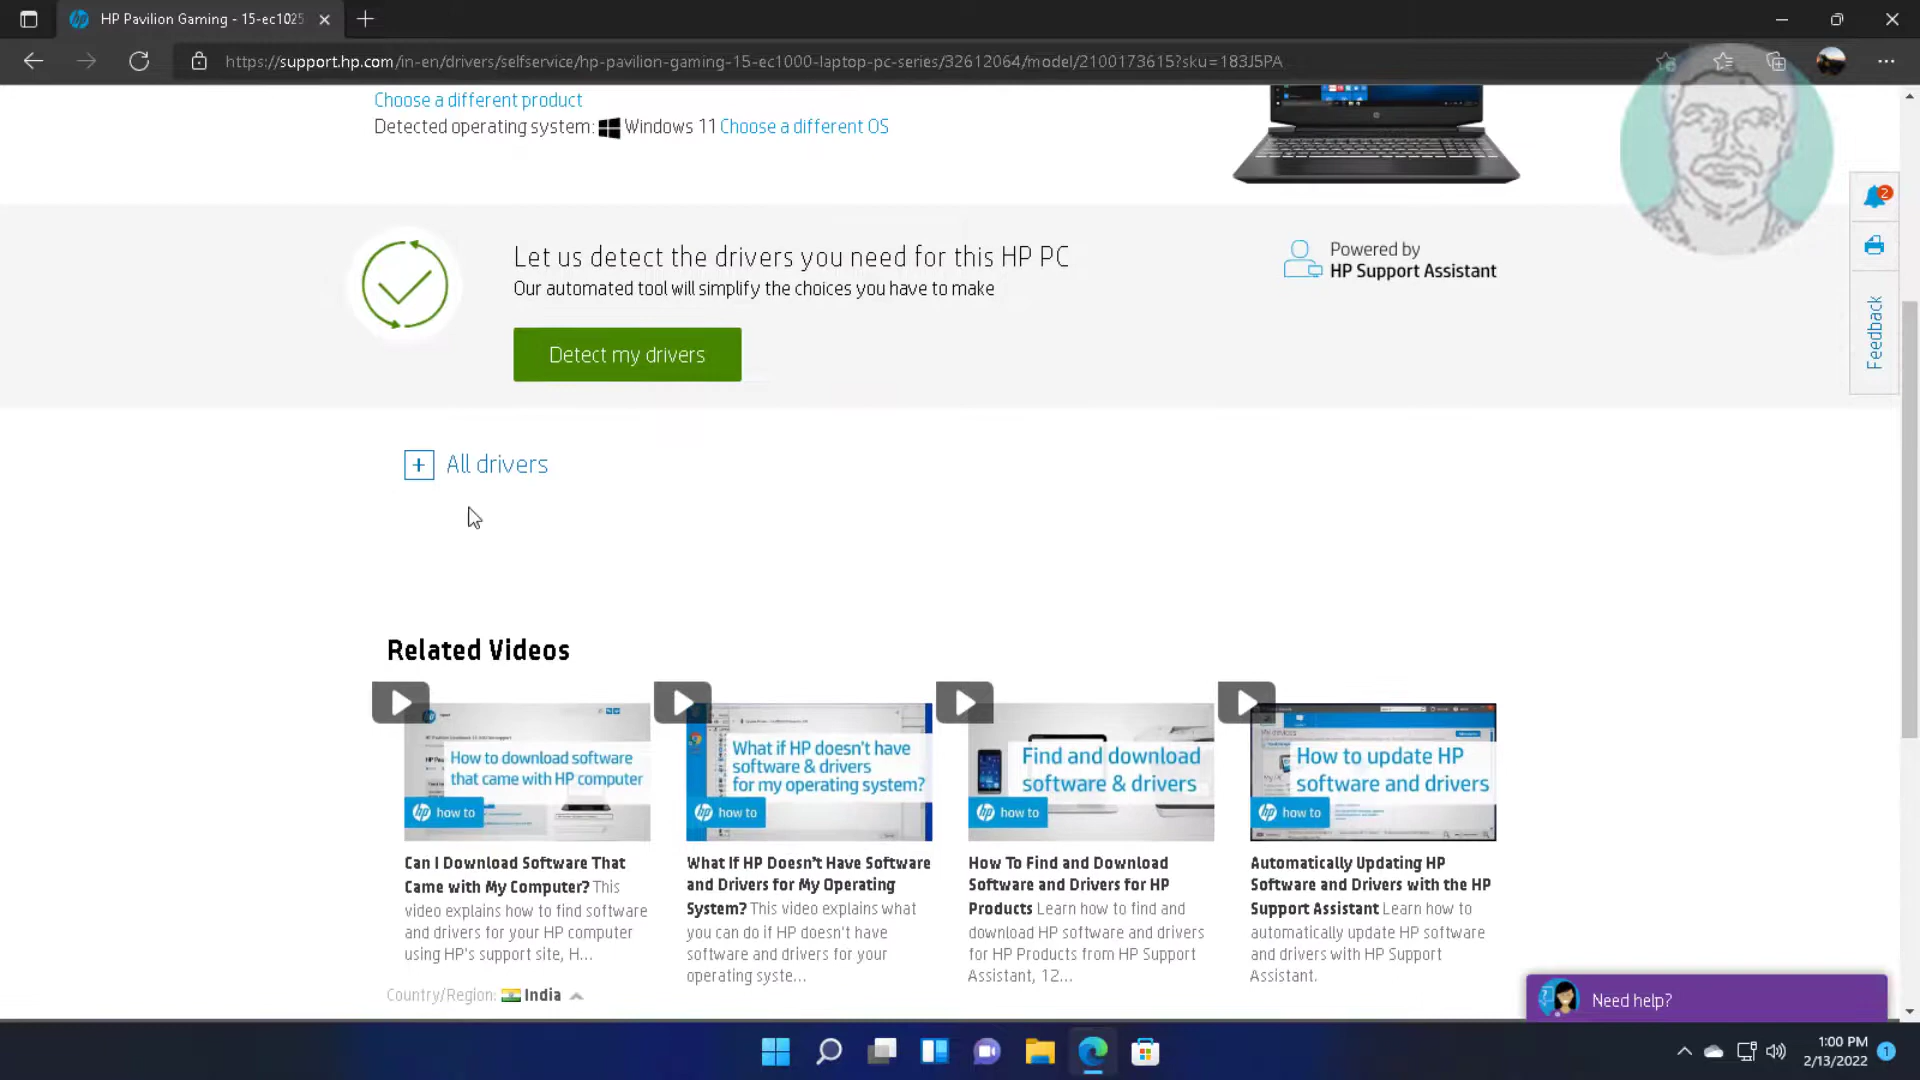 HP Pavilion Gaming - 15-ec1025
https://support.hp.com/in-en/drivers/selfservice/hp-pavilion-gaming-15-ec1000-laptop-pc-series/32612064/model/2100173615?sku=183J5PA
Choose a different product
Detected operating system: Windows 11 Choose a different OS
2
Let us detect the drivers you need for this HP PC
Our automated tool will simplify the choices you have to make
Powered by
HP Support Assistant
Feedback
Detect my drivers
+ All drivers
Related Videos
How to download software
that came with HP computer
hp how to
What if HP doesn't have
software & drivers
for my operating system?
hp how to
Find and download
software & drivers
hp how to
How to update HP
software and drivers
hp how to
Can I Download Software That
Came with My Computer? This
video explains how to find software
and drivers for your HP computer
using HP's support site, H...
What If HP Doesn't Have Software
and Drivers for My Operating
System? This video explains what
you can do if HP doesn't have
software and drivers for your
operating syste...
How To Find and Download
Software and Drivers for HP
Products Learn how to find and
download HP software and drivers
for HP Products from HP Support
Assistant, 12...
Automatically Updating HP
Software and Drivers with the HP
Support Assistant Learn how to
automatically update HP software
and drivers with HP Support
Assistant.
Country/Region: India
Need help?
1:00 PM
2/13/2022
1